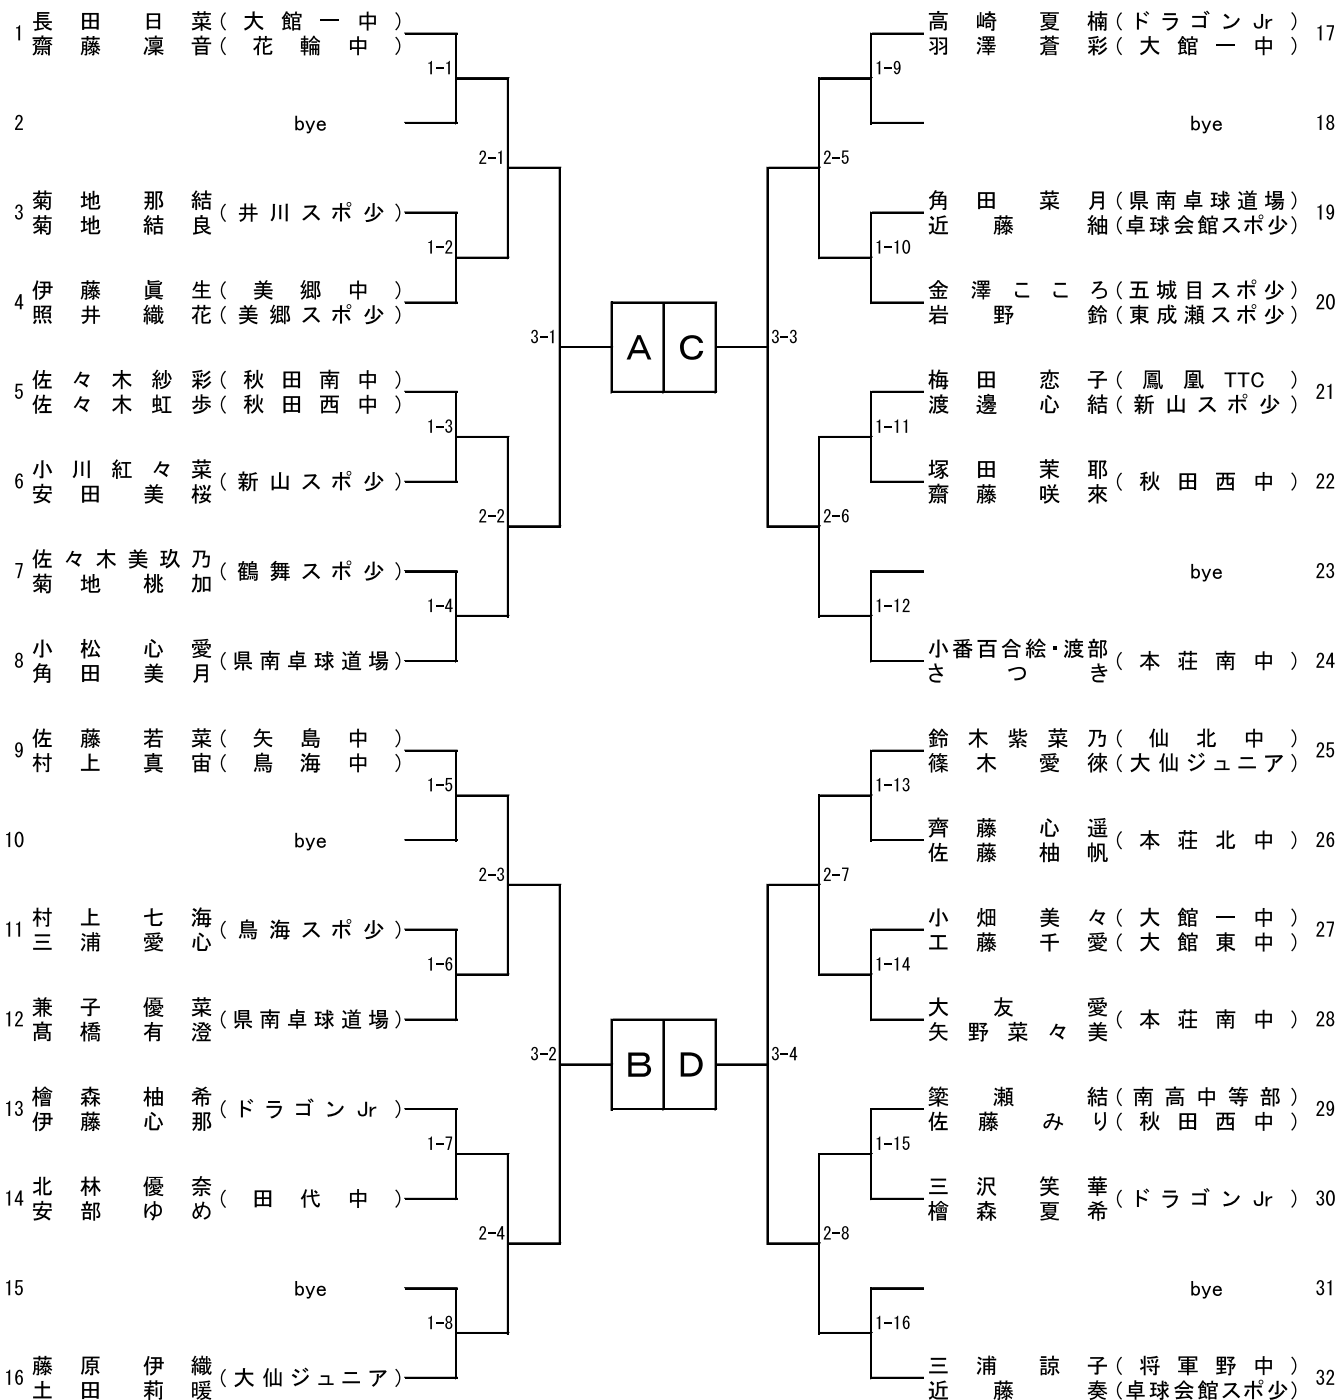 1 長田日菜(大館一中)
齋藤凜音(花輪中)
1-1
2 bye
2-1
3 菊地那結(井川スポ少)
菊地結良
1-2
4 伊藤眞生(美郷中)
照井織花(美郷スポ少)
3-1
5 佐々木紗彩(秋田南中)
佐々木虹歩(秋田西中)
1-3
6 小川紅々菜(新山スポ少)
安田美桜
2-2
7 佐々木美玖乃(鶴舞スポ少)
菊地桃加
1-4
8 小松心愛(県南卓球道場)
角田美月
9 佐藤若菜(矢島中)
村上真宙(鳥海中)
1-5
10 bye
2-3
11 村上七海(鳥海スポ少)
三浦愛心
1-6
12 兼子優菜(県南卓球道場)
髙橋有澄
3-2
13 檜森柚希(ドラゴンJr)
伊藤心那
1-7
14 北林優奈(田代中)
安部ゆめ
2-4
15 bye
1-8
16 藤原伊織(大仙ジュニア)
土田莉暖
A C
B D
高崎夏楠(ドラゴンJr) 17
羽澤蒼彩(大館一中)
1-9
bye 18
2-5
角田菜月(県南卓球道場) 19
近藤紬(卓球会館スポ少)
1-10
金澤こころ(五城目スポ少) 20
岩野鈴(東成瀬スポ少)
3-3
梅田恋子(鳳凰TTC) 21
渡邊心結(新山スポ少)
1-11
塚田茉耶(秋田西中) 22
齋藤咲來
2-6
bye 23
1-12
小番百合絵・渡部(本荘南中) 24
さつき
鈴木紫菜乃(仙北中) 25
篠木愛徠(大仙ジュニア)
1-13
齊藤心遥(本荘北中) 26
佐藤柚帆
2-7
小畑美々(大館一中) 27
工藤千愛(大館東中)
1-14
大友愛(本荘南中) 28
矢野菜々美
3-4
梁瀬結(南高中等部) 29
佐藤みり(秋田西中)
1-15
三沢笑華(ドラゴンJr) 30
檜森夏希
2-8
bye 31
1-16
三浦諒子(将軍野中) 32
近藤奏(卓球会館スポ少)